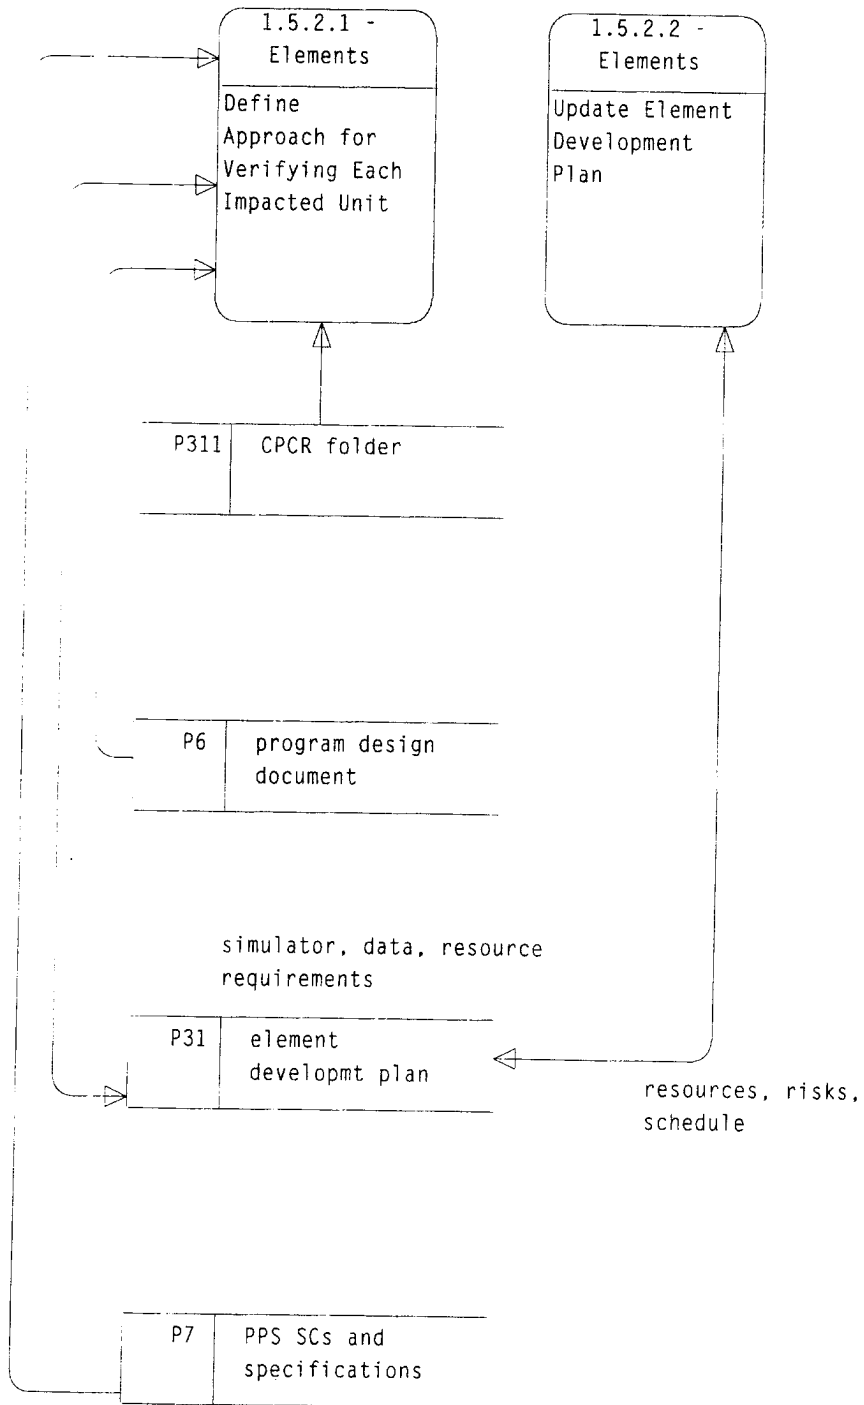 1.5.2.1 -
Elements
Define
Approach for
Verifying Each
Impacted Unit
1.5.2.2 -
Elements
Update Element
Development
Plan
P311 CPCR folder
P6 program design
document
simulator, data, resource
requirements
P31 element
developmt plan
resources, risks,
schedule
P7 PPS SCs and
specifications